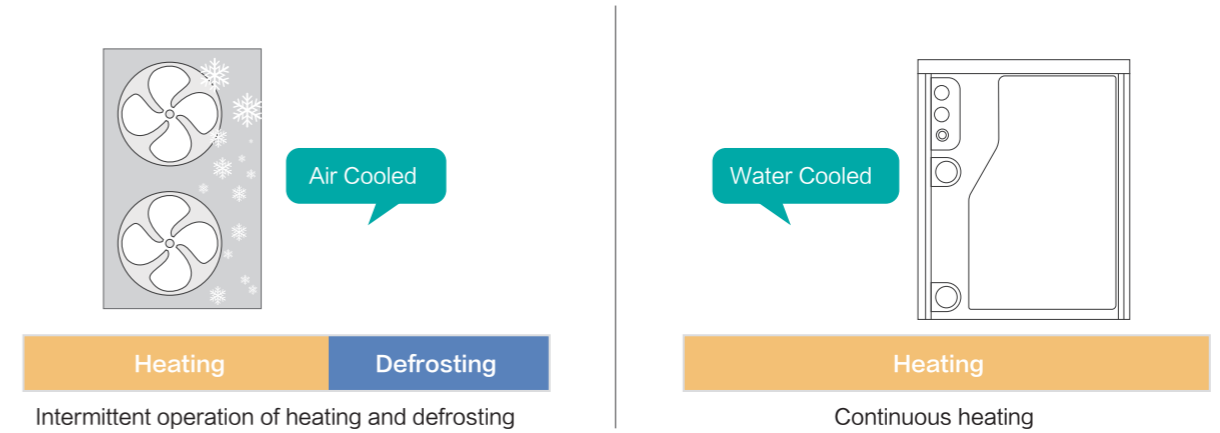 Air Cooled
Heating
Defrosting
Intermittent operation of heating and defrosting
Water Cooled
Heating
Continuous heating